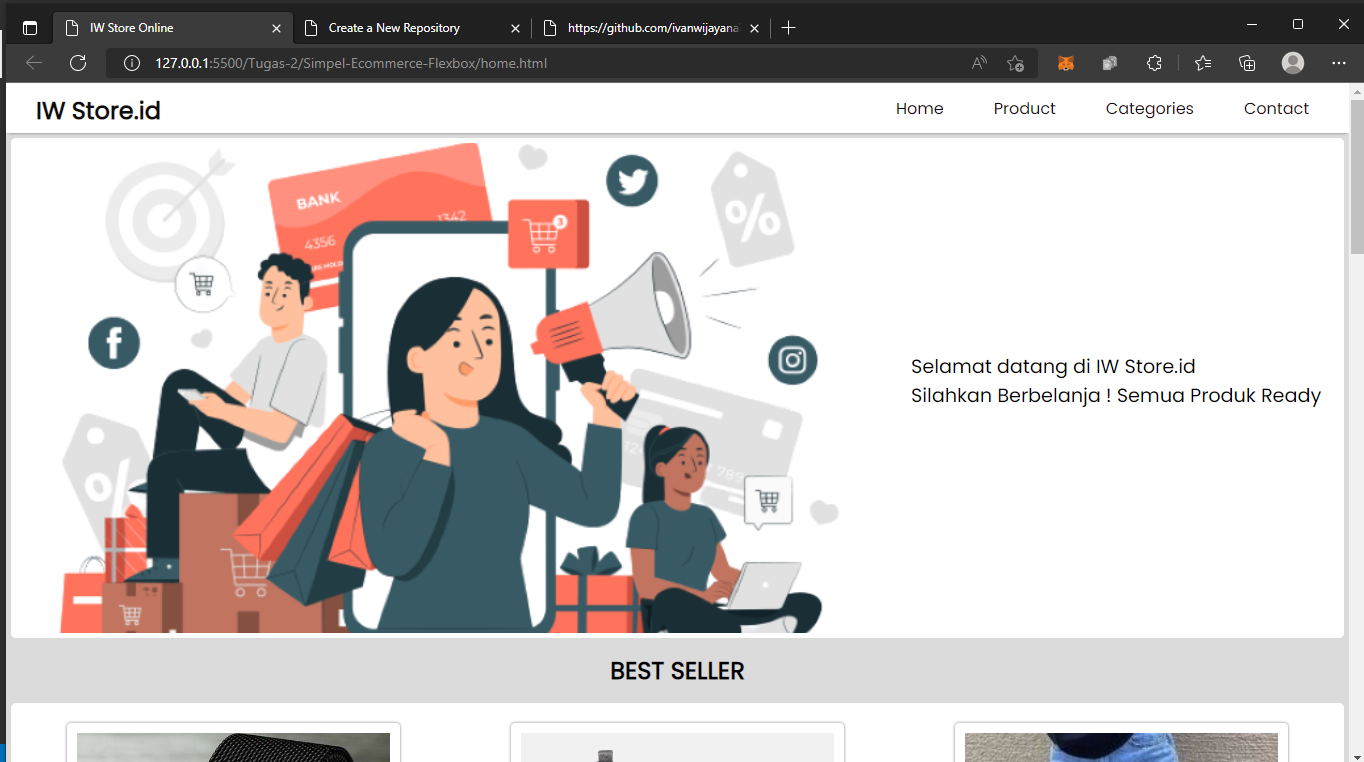 IW Store Online
Create a New Repository
https://github.com/ivanwijayana
127.0.0.1:5500/Tugas-2/Simpel-Ecommerce-Flexbox/home.html
IW Store.id
Home
Product
Categories
Contact
BANK
1342
4356
3
%
Selamat datang di IW Store.id
Silahkan Berbelanja ! Semua Produk Ready
789
%
BEST SELLER